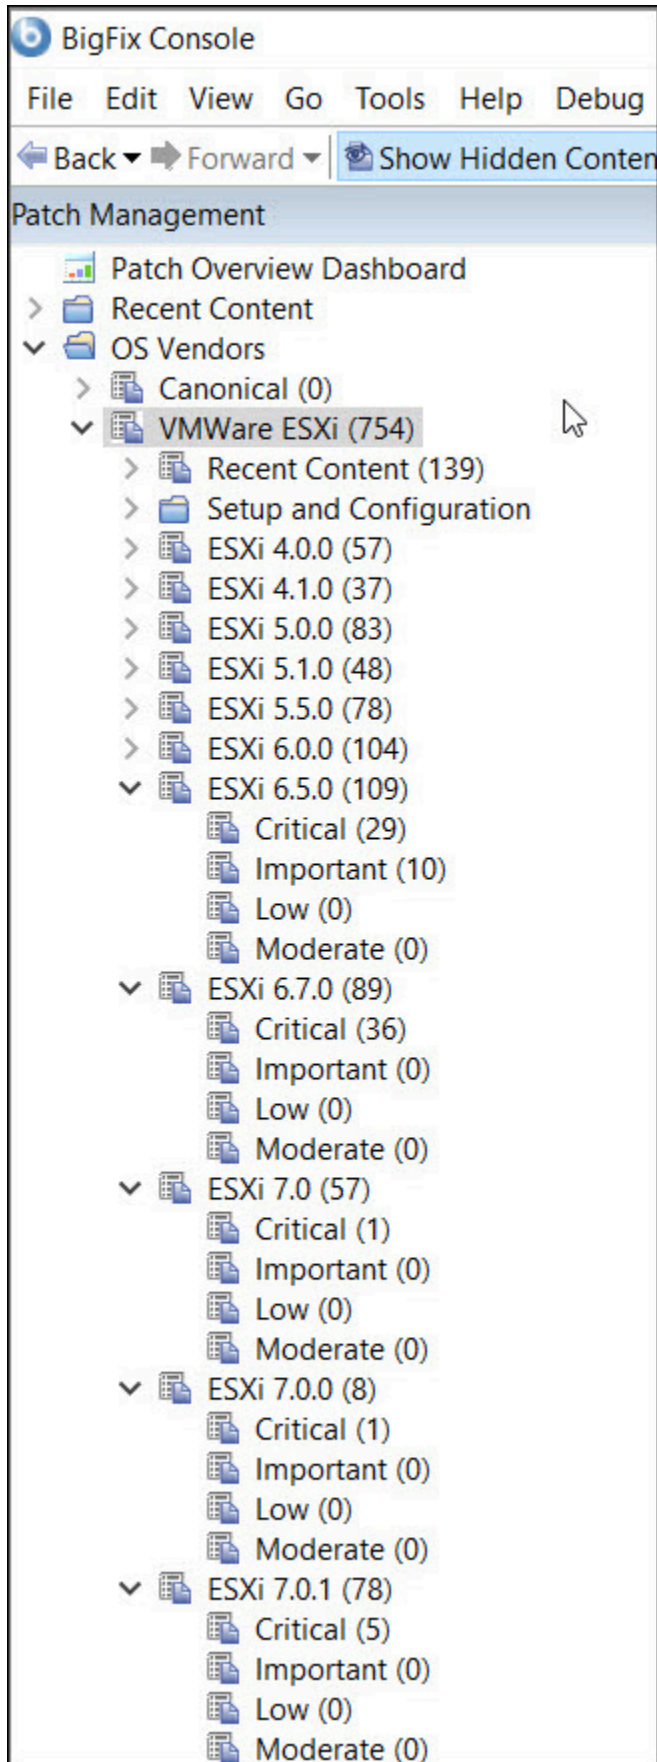 BigFix Console
File Edit View Go Tools Help Debug
Back Forward Show Hidden Conten
Patch Management
Patch Overview Dashboard
Recent Content
OS Vendors
Canonical (0)
VMWare ESXi (754)
Recent Content (139)
Setup and Configuration
ESXi 4.0.0 (57)
ESXi 4.1.0 (37)
ESXi 5.0.0 (83)
ESXi 5.1.0 (48)
ESXi 5.5.0 (78)
ESXi 6.0.0 (104)
ESXi 6.5.0 (109)
Critical (29)
Important (10)
Low (0)
Moderate (0)
ESXi 6.7.0 (89)
Critical (36)
Important (0)
Low (0)
Moderate (0)
ESXi 7.0 (57)
Critical (1)
Important (0)
Low (0)
Moderate (0)
ESXi 7.0.0 (8)
Critical (1)
Important (0)
Low (0)
Moderate (0)
ESXi 7.0.1 (78)
Critical (5)
Important (0)
Low (0)
Moderate (0)